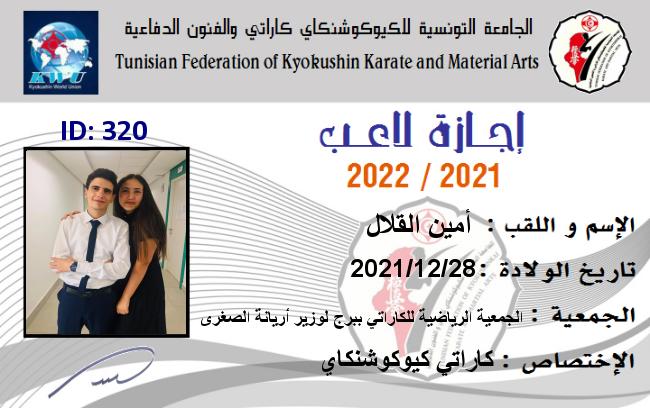 الجامعة التونسية للكيوكوشنكاي كاراتي والفنون الدفاعية
Tunisian Federation of Kyokushin Karate and Material Arts
KWU
Kyokushin World Union
ID: 320
إجازة لاعب
2022 / 2021
الإسم و اللقب : أمين القلال
تاريخ الولادة : 2021/12/28
الجمعية : الجمعية الرياضية للكاراتي ببرج لوزير أريانة الصغرى
الإختصاص : كاراتي كيوكوشنكاي